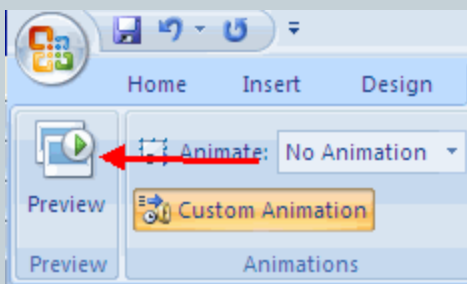 Home Insert Design
Animate: No Animation
Preview Custom Animation
Preview Animations